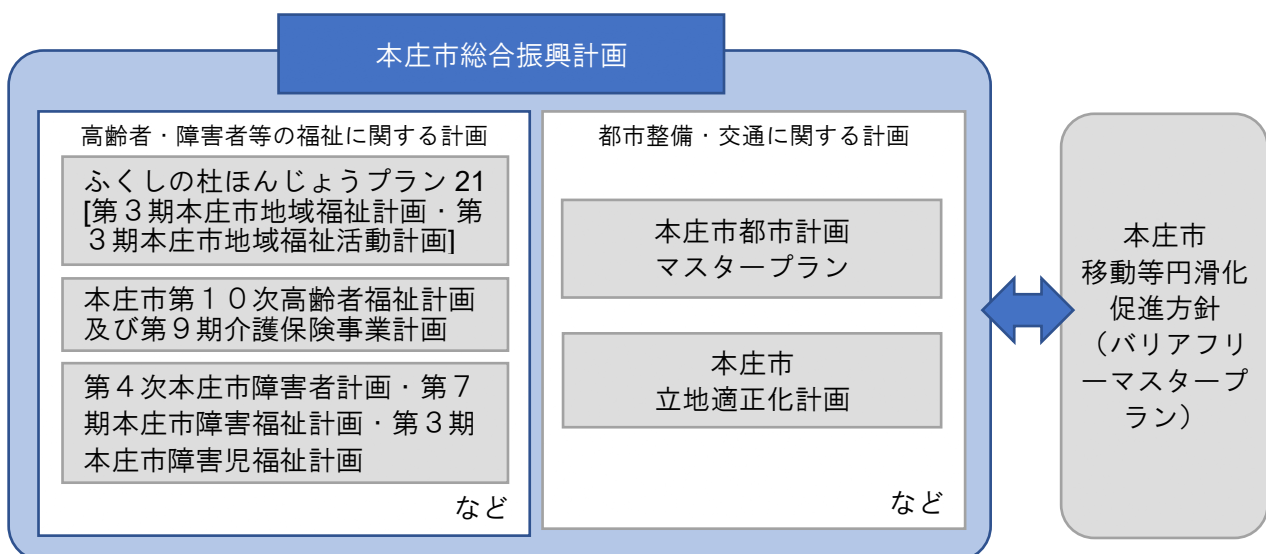 本庄市総合振興計画
高齢者・障害者等の福祉に関する計画
ふくしの杜ほんじょうプラン 21
[第３期本庄市地域福祉計画・第
３期本庄市地域福祉活動計画]
本庄市第１０次高齢者福祉計画
及び第９期介護保険事業計画
第４次本庄市障害者計画・第７
期本庄市障害福祉計画・第３期
本庄市障害児福祉計画
など
都市整備・交通に関する計画
本庄市都市計画
マスタープラン
本庄市
立地適正化計画
など
本庄市
移動等円滑化
促進方針
（バリアフリ
ーマスタープ
ラン）